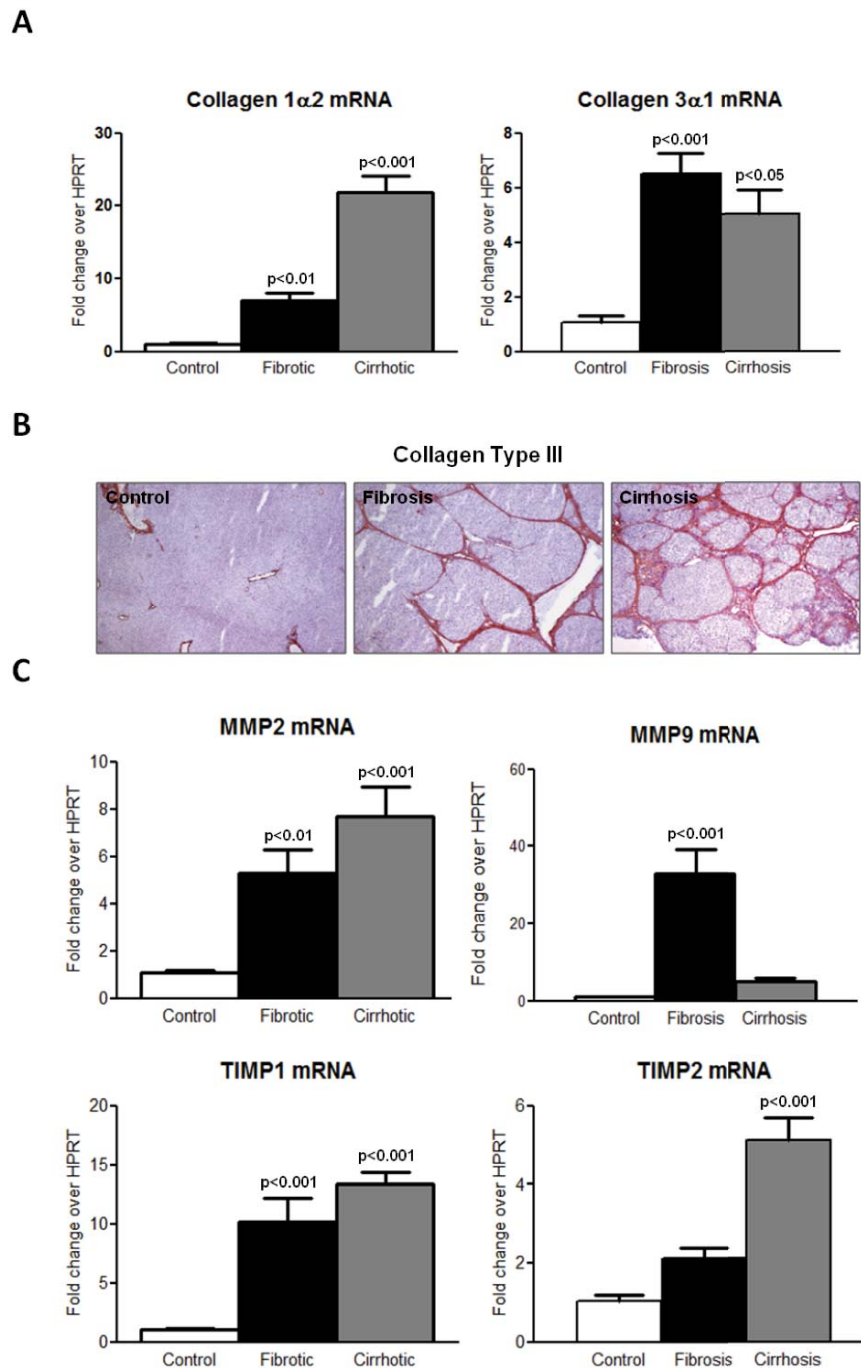 A
Collagen 1α2 mRNA
Fold change over HPRT
30
20
10
0
p<0.01
p<0.001
Control
Fibrotic
Cirrhotic
Collagen 3α1 mRNA
Fold change over HPRT
8
6
4
2
0
p<0.001
p<0.05
Control
Fibrosis
Cirrhosis
B
Collagen Type III
Control
Fibrosis
Cirrhosis
C
MMP2 mRNA
Fold change over HPRT
10
8
6
4
2
0
p<0.01
p<0.001
Control
Fibrotic
Cirrhotic
MMP9 mRNA
Fold change over HPRT
60
40
20
0
p<0.001
Control
Fibrosis
Cirrhosis
TIMP1 mRNA
Fold change over HPRT
20
15
10
5
0
p<0.001
p<0.001
Control
Fibrotic
Cirrhotic
TIMP2 mRNA
Fold change over HPRT
6
4
2
0
p<0.001
Control
Fibrosis
Cirrhosis